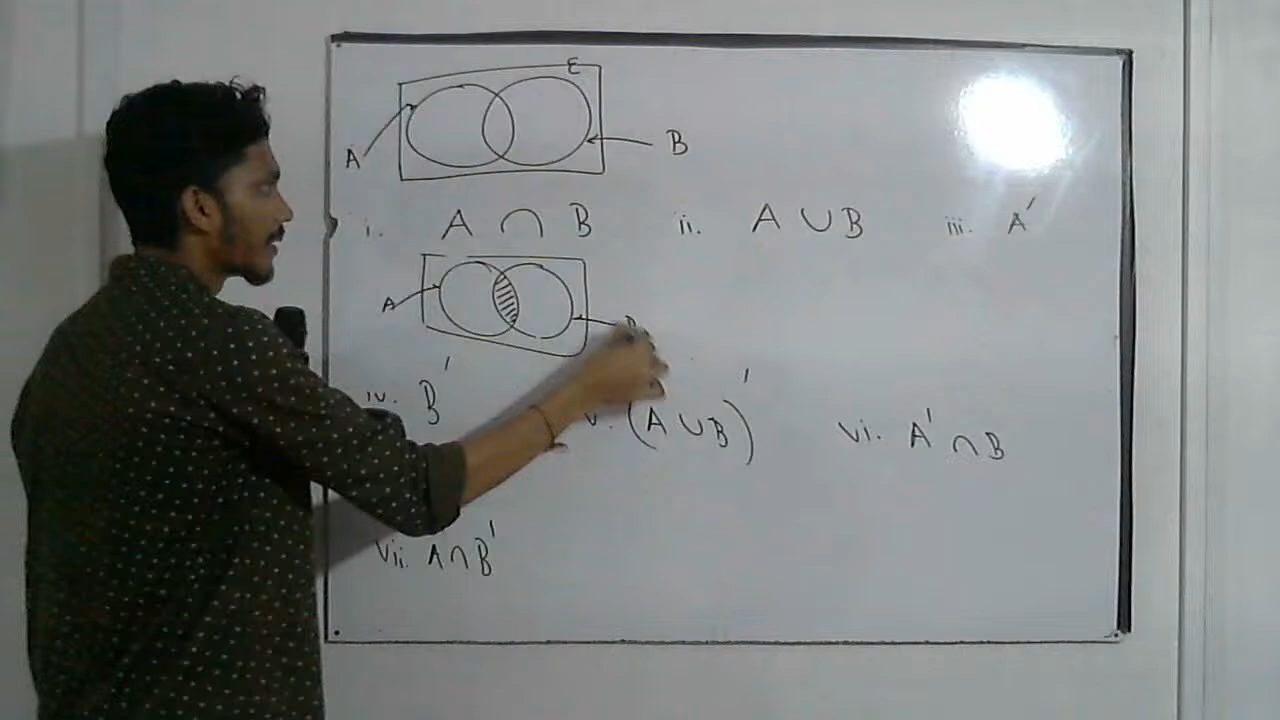 ε
A
B
i. A ∩ B ii. A ∪ B iii. A'
A
iv. B' v. (A ∪ B)' vi. A' ∩ B
vii. A ∩ B'